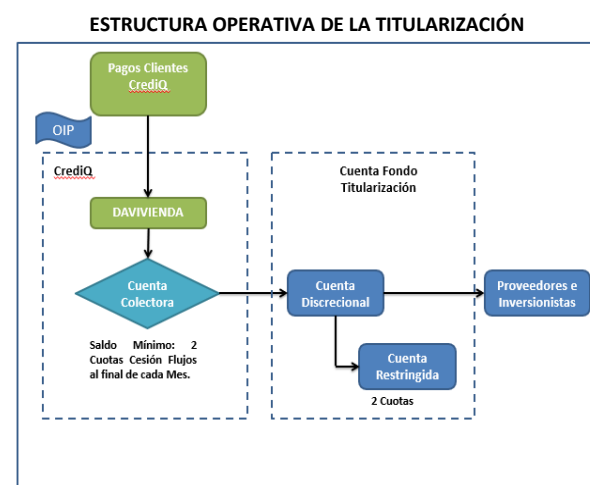 ESTRUCTURA OPERATIVA DE LA TITULARIZACIÓN
Pagos Clientes
CrediQ
OIP
CrediQ
Cuenta Fondo
Titularización
DAVIVIENDA
Cuenta
Colectora
Cuenta
Discrecional
Proveedores e
Inversionistas
Saldo Mínimo: 2
Cuotas Cesión Flujos
al final de cada Mes.
Cuenta
Restringida
2 Cuotas